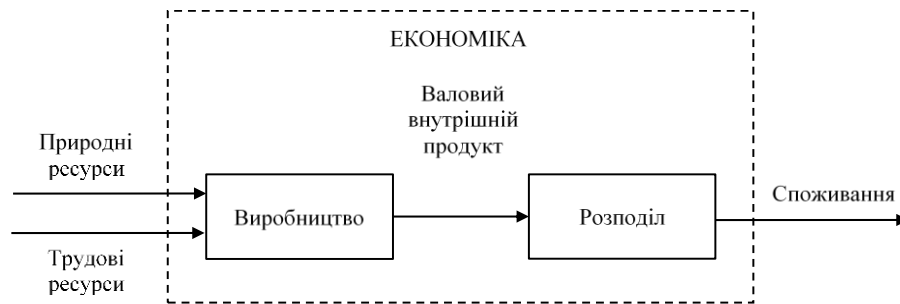 ЕКОНОМІКА
Валовий
внутрішній
продукт
Природні
ресурси
Виробництво
Розподіл
Споживання
Трудові
ресурси